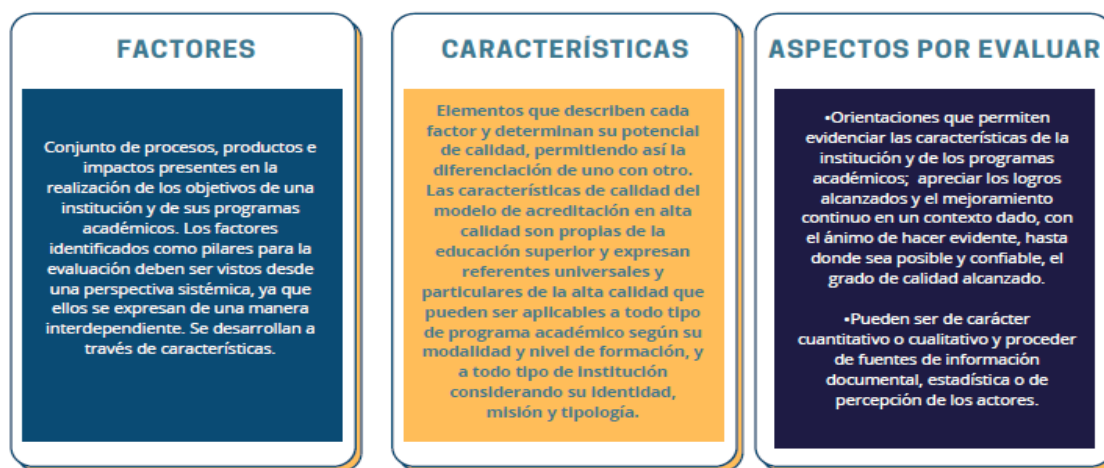 FACTORES
Conjunto de procesos, productos e
impactos presentes en la
realización de los objetivos de una
institución y de sus programas
académicos. Los factores
identificados como pilares para la
evaluación deben ser vistos desde
una perspectiva sistémica, ya que
ellos se expresan de una manera
interdependiente. Se desarrollan a
través de características.
CARACTERÍSTICAS
Elementos que describen cada
factor y determinan su potencial
de calidad, permitiendo así la
diferenciación de uno con otro.
Las características de calidad del
modelo de acreditación en alta
calidad son propias de la
educación superior y expresan
referentes universales y
particulares de la alta calidad que
pueden ser aplicables a todo tipo
de programa académico según su
modalidad y nivel de formación, y
a todo tipo de institución
considerando su identidad,
misión y tipología.
ASPECTOS POR EVALUAR
•Orientaciones que permiten
evidenciar las características de la
institución y de los programas
académicos; apreciar los logros
alcanzados y el mejoramiento
continuo en un contexto dado, con
el ánimo de hacer evidente, hasta
donde sea posible y confiable, el
grado de calidad alcanzado.
•Pueden ser de carácter
cuantitativo o cualitativo y proceder
de fuentes de información
documental, estadística o de
percepción de los actores.